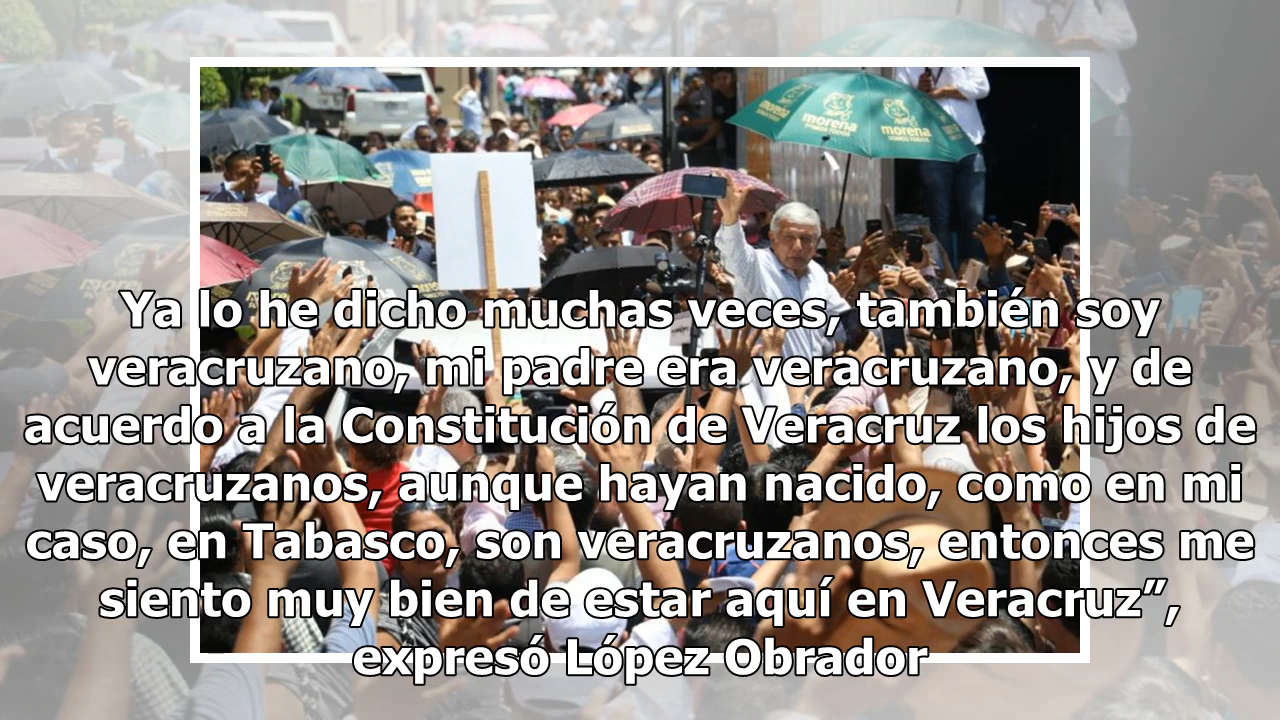 morena
morena
Ya lo he dicho muchas veces, también soy
veracruzano, mi padre era veracruzano, y de
acuerdo a la Constitución de Veracruz los hijos de
veracruzanos, aunque hayan nacido, como en mi
caso, en Tabasco, son veracruzanos, entonces me
siento muy bien de estar aquí en Veracruz”,
expresó López Obrador